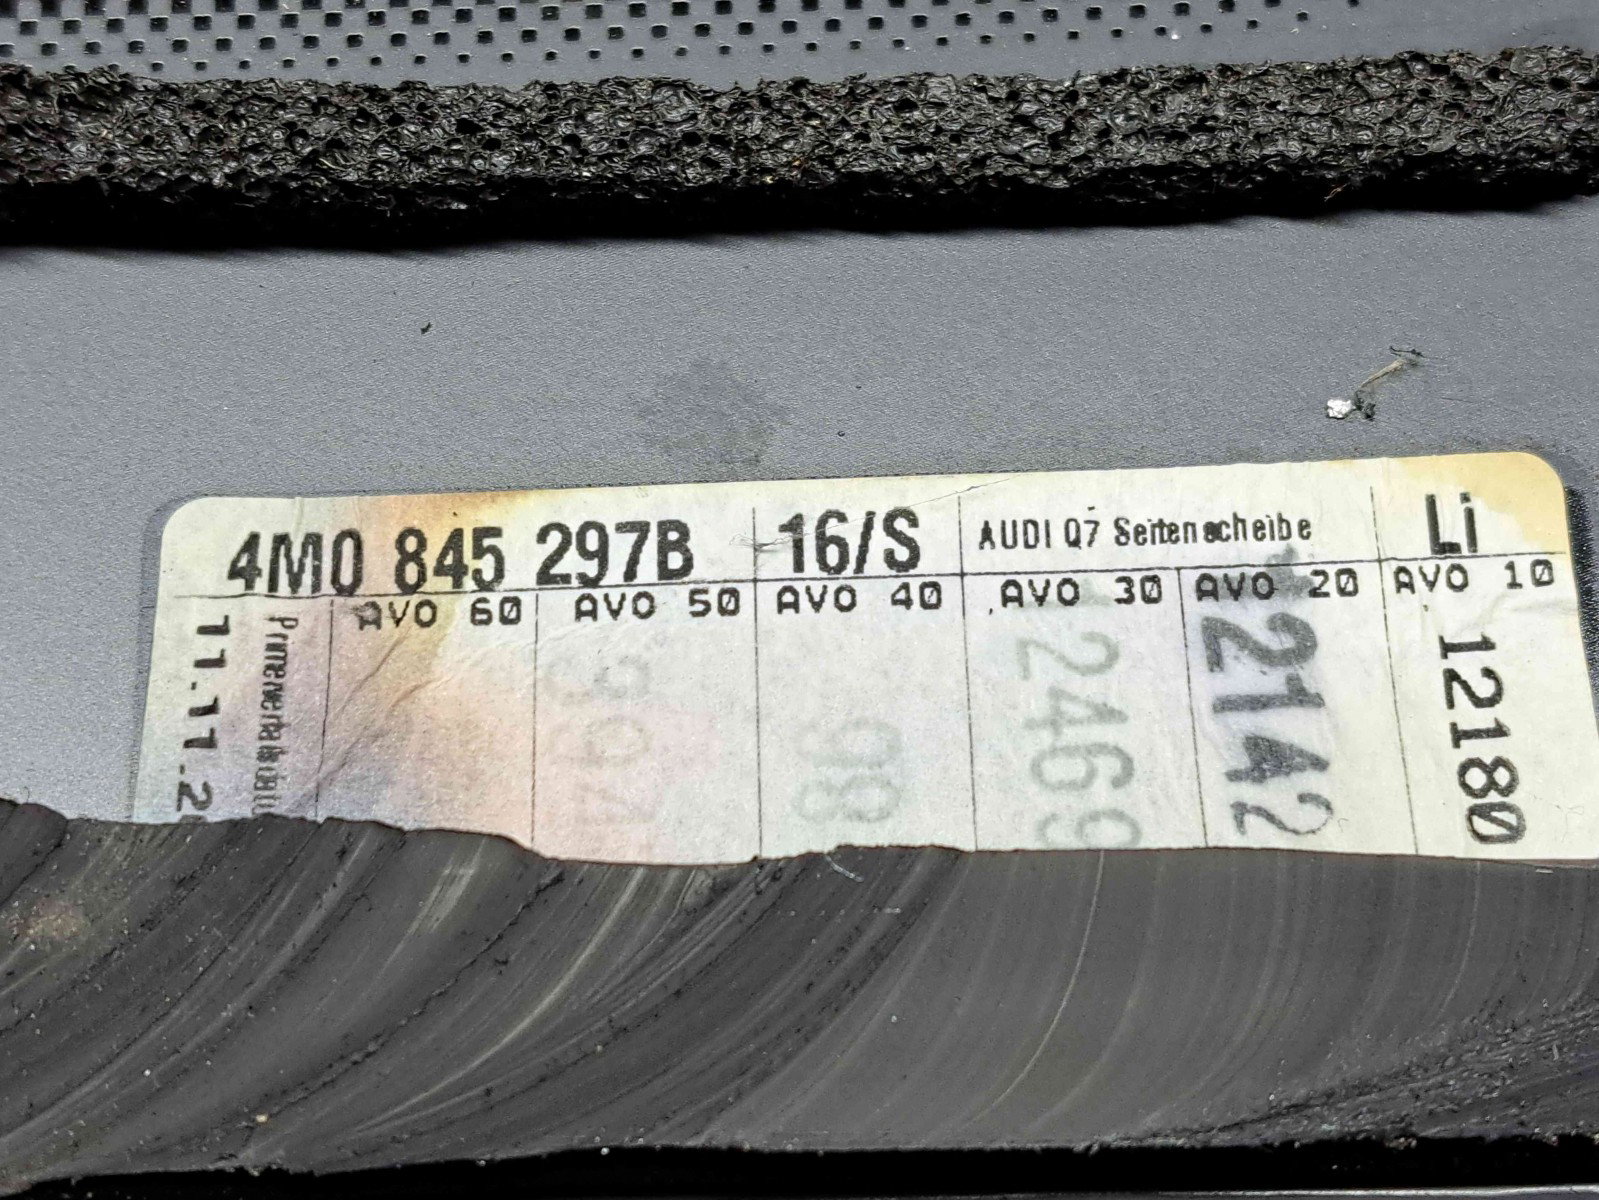 4M0 845 297B 16/S AUDI Q7 Seitenscheibe Li
AVO 60 AVO 50 AVO 40 AVO 30 AVO 20 AVO 10
11.11.2
2469
2142
12180